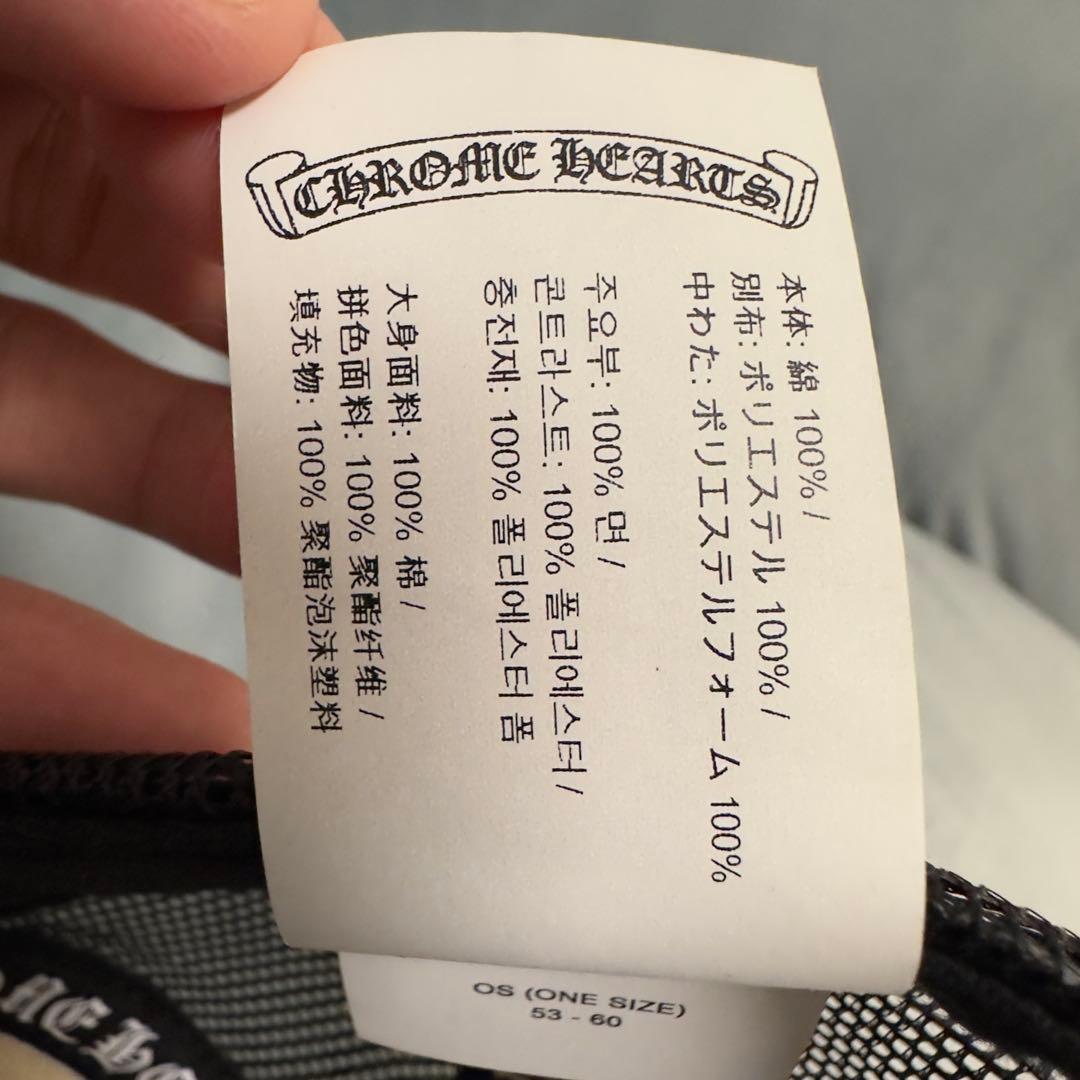 CHROME HEARTS
本体: 綿 100% /
別布: ポリエステル 100% /
中わた: ポリエステルフォーム 100%
주요부: 100% 면 /
콘트라스트: 100% 폴리에스터 /
충전재: 100% 폴리에스터 폼
大身面料: 100% 棉 /
拼色面料: 100% 聚酯纤维 /
填充物: 100% 聚酯泡沫塑料
OS (ONE SIZE)
53 - 60